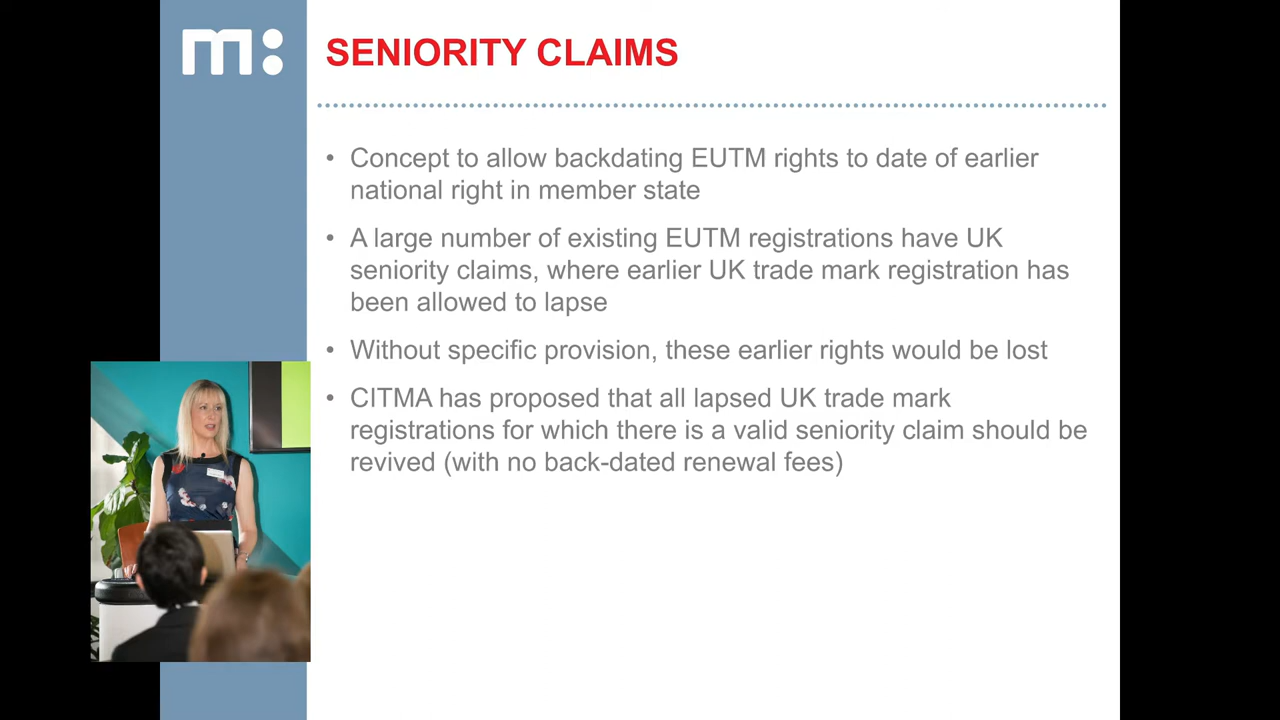 m:
SENIORITY CLAIMS
• Concept to allow backdating EUTM rights to date of earlier
national right in member state
• A large number of existing EUTM registrations have UK
seniority claims, where earlier UK trade mark registration has
been allowed to lapse
• Without specific provision, these earlier rights would be lost
• CITMA has proposed that all lapsed UK trade mark
registrations for which there is a valid seniority claim should be
revived (with no back-dated renewal fees)